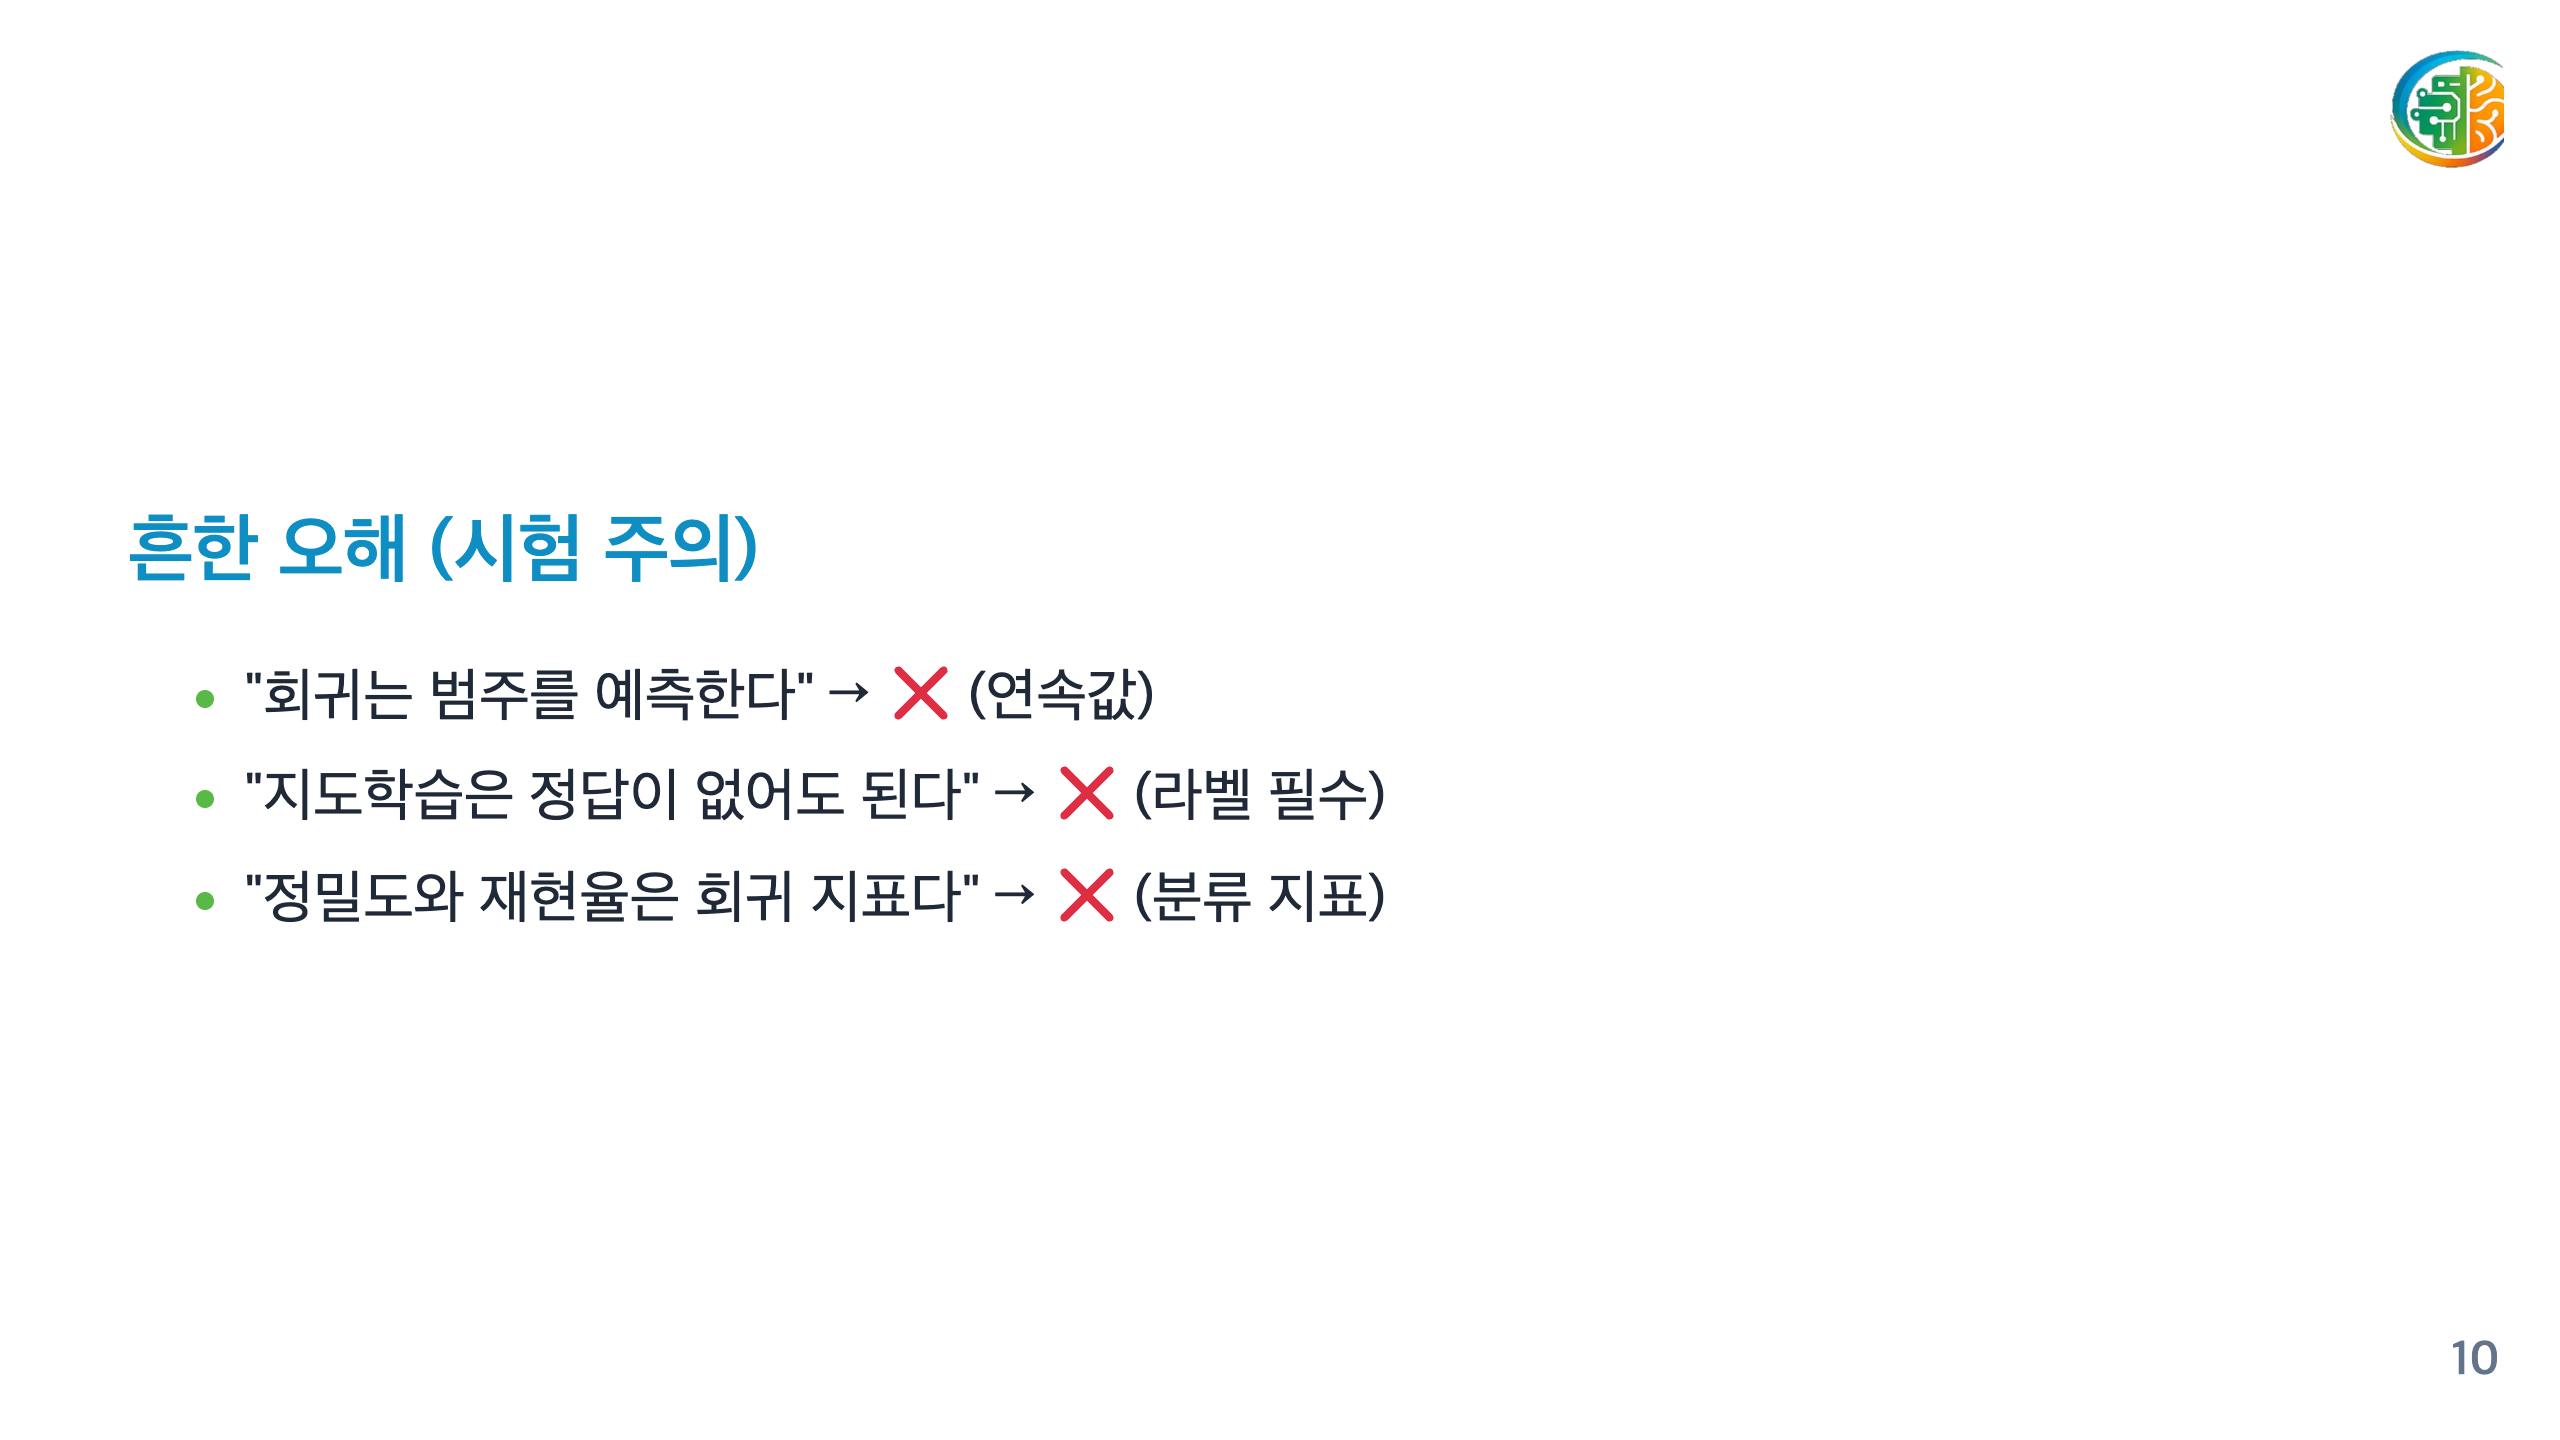 흔한 오해 (시험 주의)
• "회귀는 범주를 예측한다" → ❌ (연속값)
• "지도학습은 정답이 없어도 된다" → ❌ (라벨 필수)
• "정밀도와 재현율은 회귀 지표다" → ❌ (분류 지표)
10